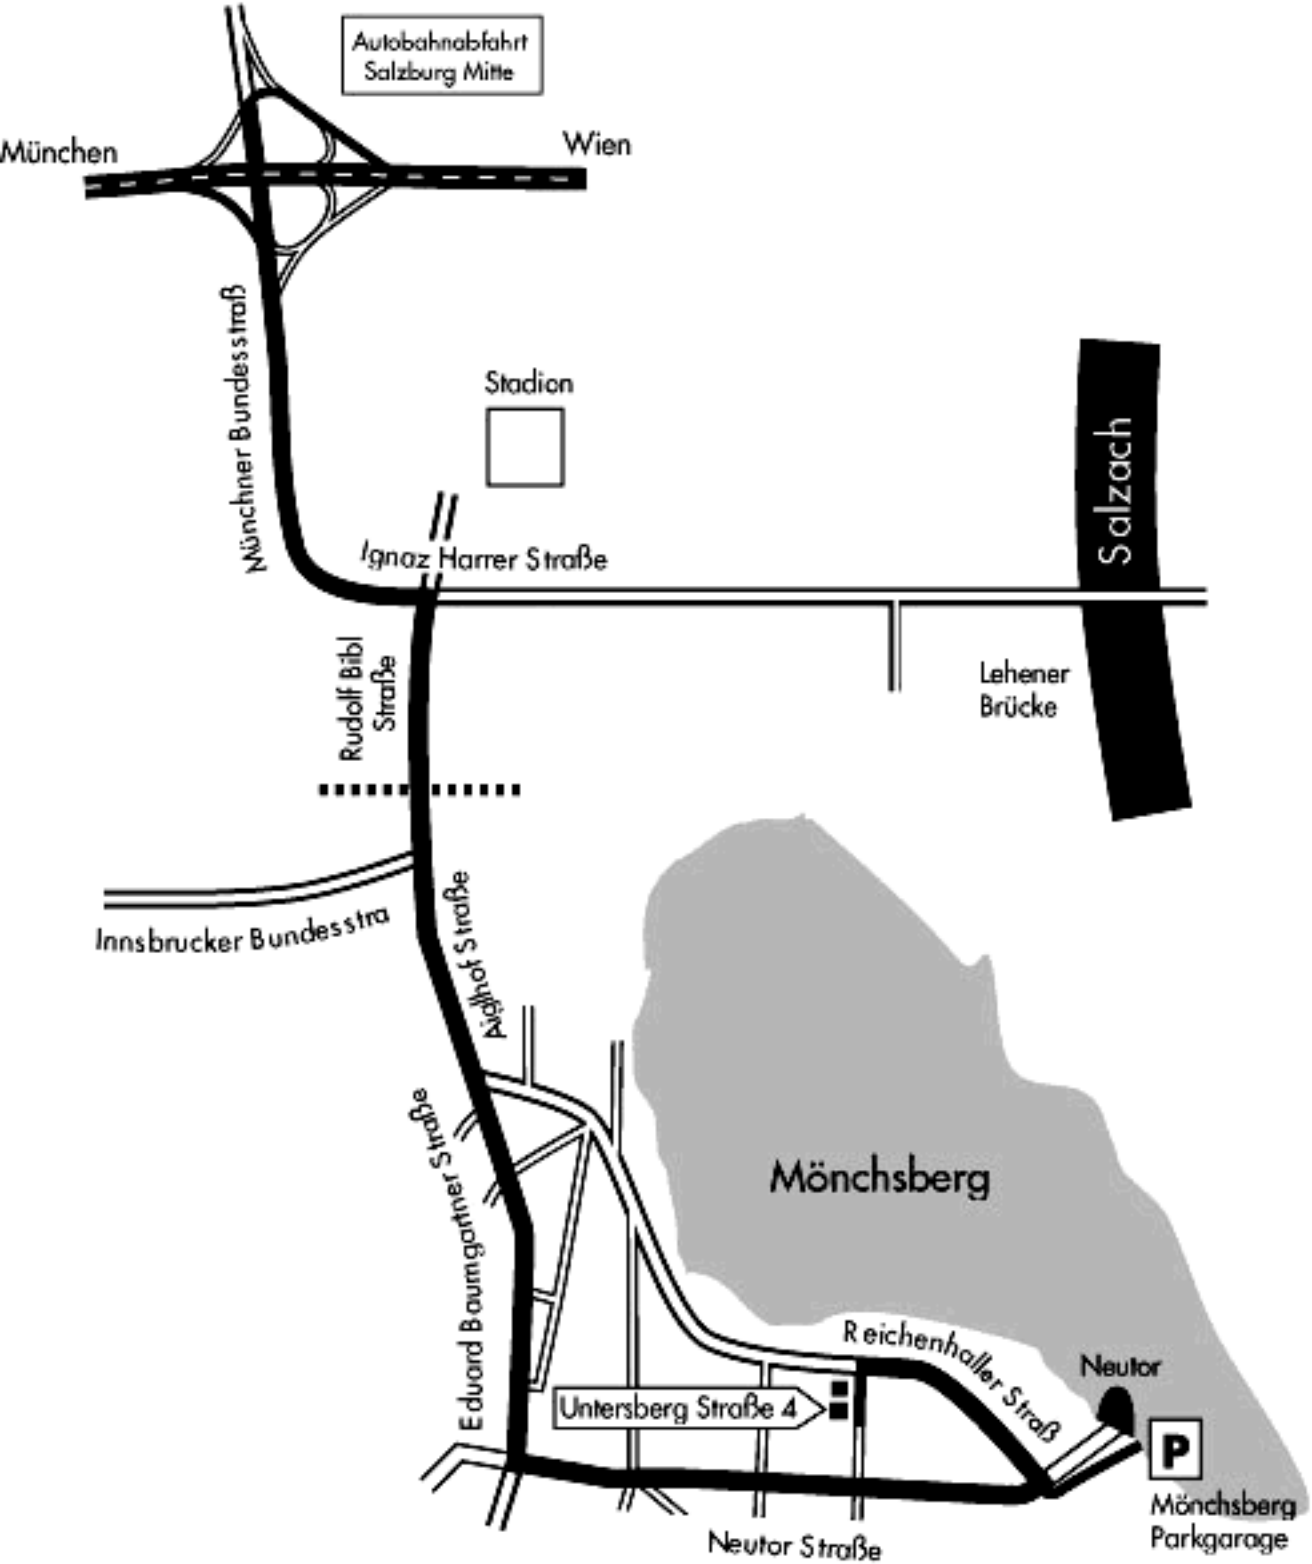 Autobahnabfahrt
Salzburg Mitte
München
Wien
Münchner Bundesstraß
Stadion
Salzach
Ignaz Harrer Straße
Rudolf Bibl
Straße
Lehener
Brücke
Innsbrucker Bundesstra
Aiglhof Straße
Eduard Baumgartner Straße
Mönchsberg
Reichenhaller Straß
Neutor
Untersberg Straße 4
P
Mönchsberg
Parkgarage
Neutor Straße